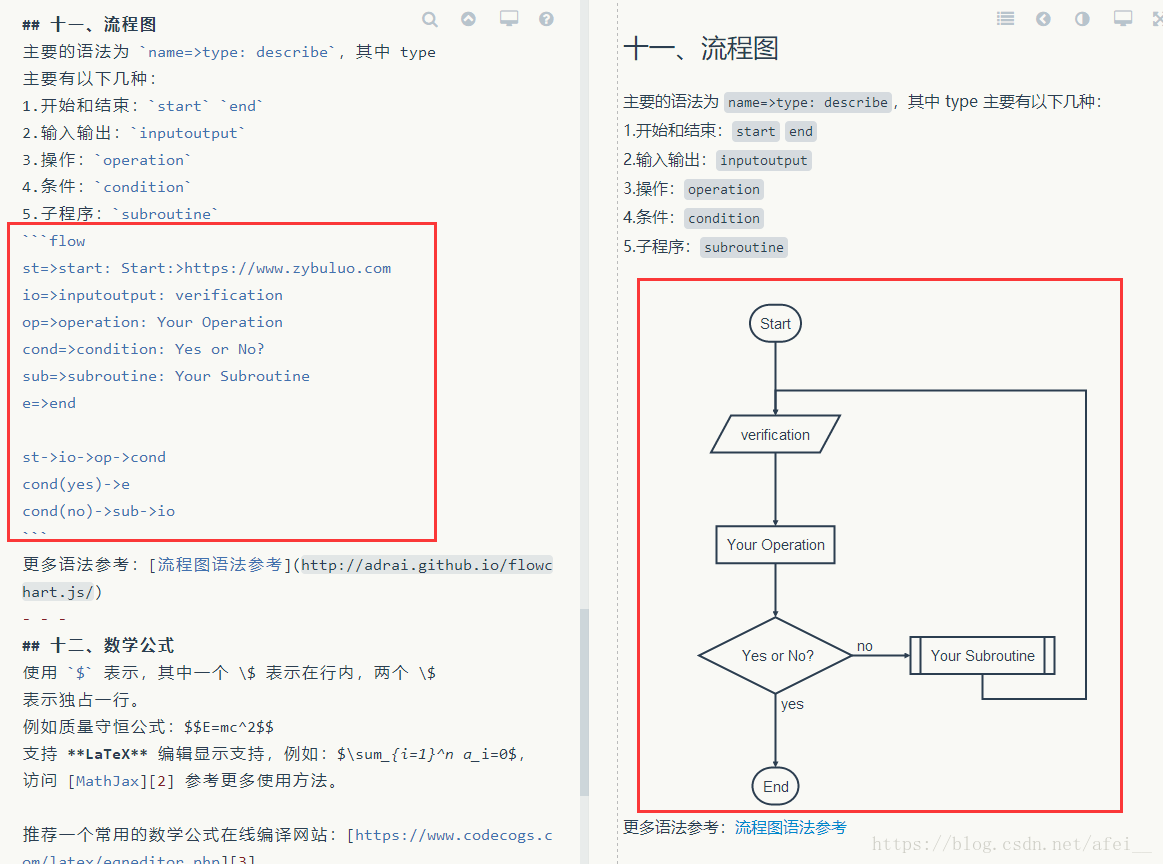 ## 十一、流程图
主要的语法为 `name=>type: describe`，其中 type
主要有以下几种：
1.开始和结束：`start` `end`
2.输入输出：`inputoutput`
3.操作：`operation`
4.条件：`condition`
5.子程序：`subroutine`
```flow
st=>start: Start:>https://www.zybuluo.com
io=>inputoutput: verification
op=>operation: Your Operation
cond=>condition: Yes or No?
sub=>subroutine: Your Subroutine
e=>end
st->io->op->cond
cond(yes)->e
cond(no)->sub->io
```
更多语法参考：[流程图语法参考](http://adrai.github.io/flowc
hart.js/)
- - -
## 十二、数学公式
使用 `$` 表示，其中一个 \$ 表示在行内，两个 \$
表示独占一行。
例如质量守恒公式：$$E=mc^2$$
支持 **LaTeX** 编辑显示支持，例如：$\sum_{i=1}^n a_i=0$，
访问 [MathJax][2] 参考更多使用方法。
推荐一个常用的数学公式在线编译网站：[https://www.codecogs.c
om/latex/eqneditor.php][3]
十一、流程图
主要的语法为 name=>type: describe，其中 type 主要有以下几种：
1.开始和结束： start end
2.输入输出： inputoutput
3.操作： operation
4.条件： condition
5.子程序： subroutine
Start
verification
Your Operation
Yes or No?
no
Your Subroutine
yes
End
更多语法参考：流程图语法参考
https://blog.csdn.net/afei__